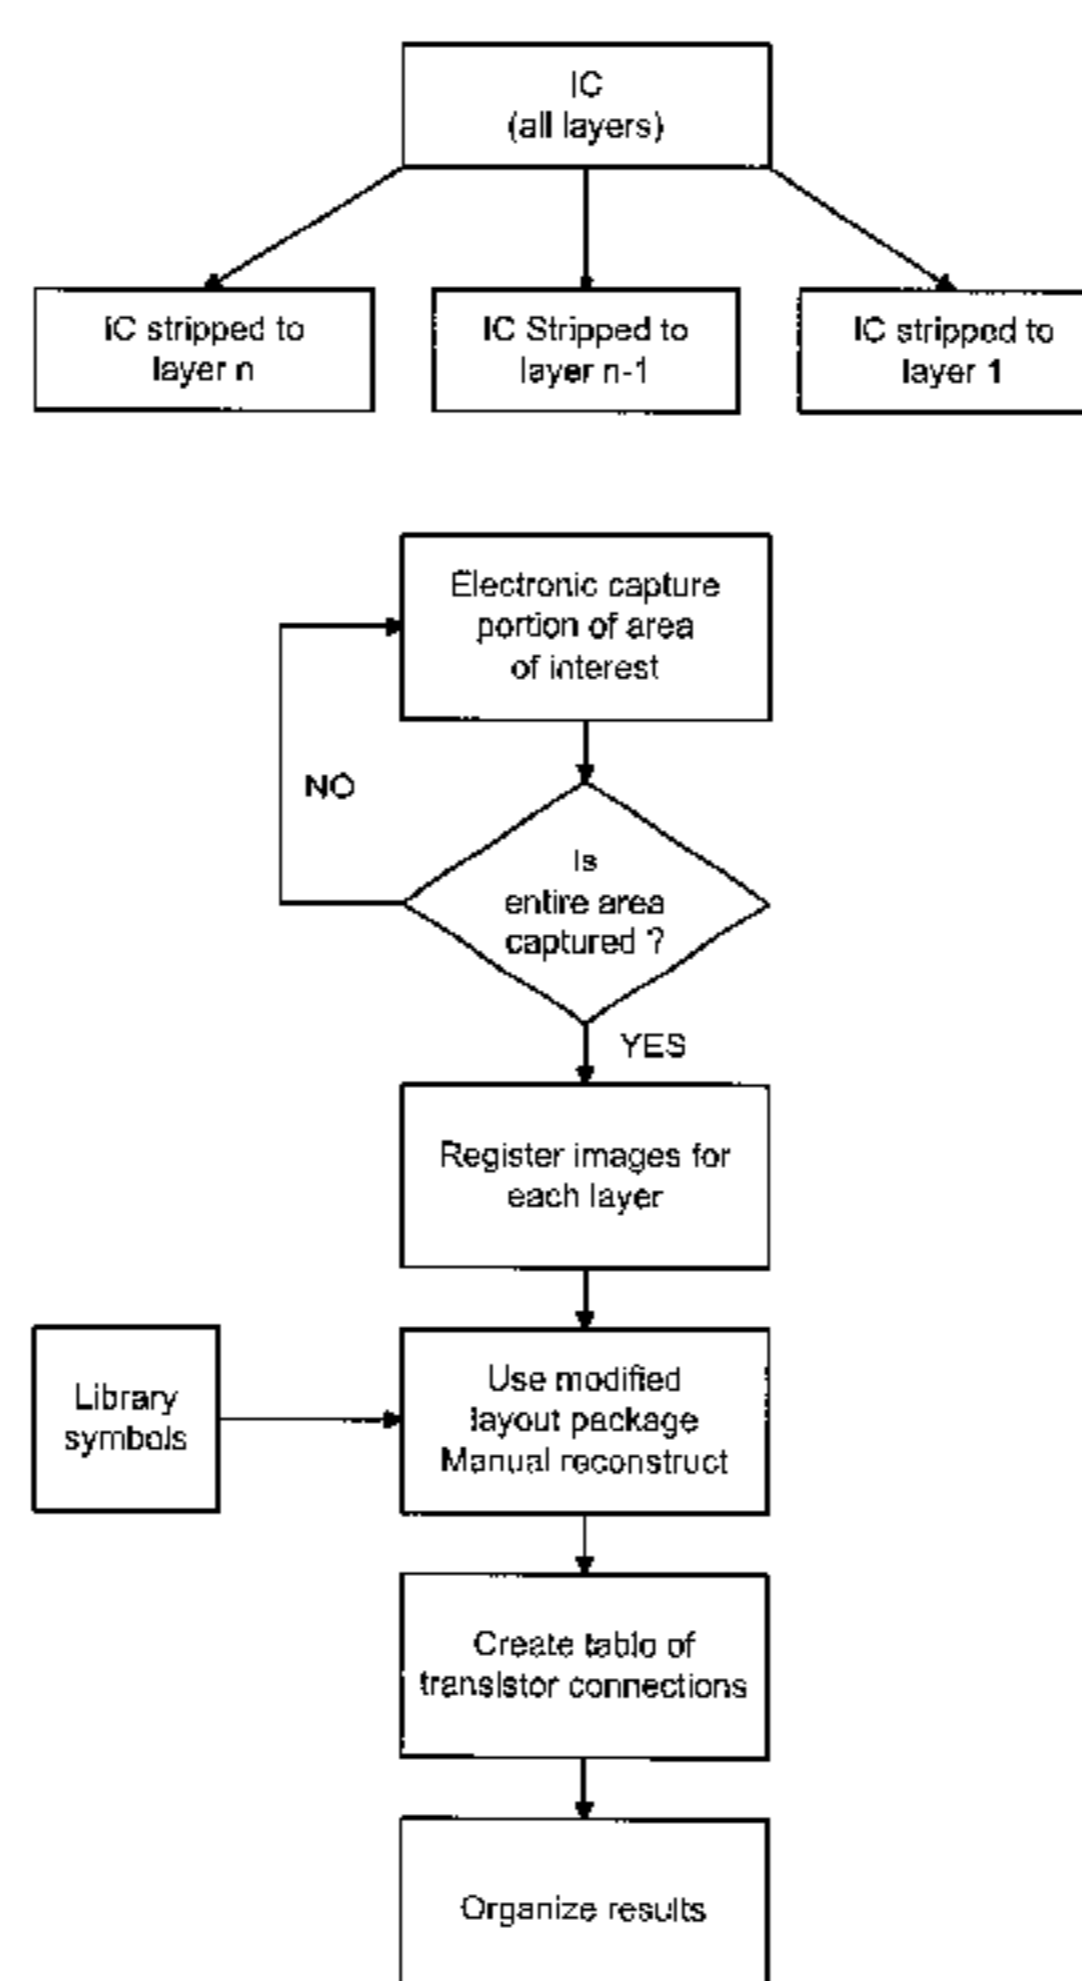 IC
(all layers)
IC stripped to
layer n
IC Stripped to
layer n-1
IC stripped to
layer 1
Electronic capture
portion of area
of interest
NO
Is
entire area
captured ?
YES
Register images for
each layer
Library
symbols
Use modified
layout package
Manual reconstruct
Create table of
transistor connections
Organize results